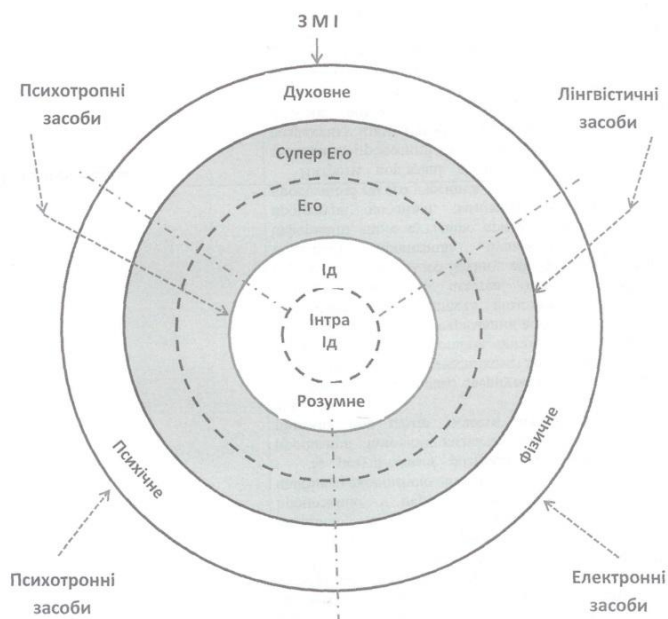 З М І
Духовне
Психотропні
засоби
Лінгвістичні
засоби
Супер Его
Его
Ід
Інтра
Ід
Розумне
Психічне
Фізичне
Психотронні
засоби
Електронні
засоби